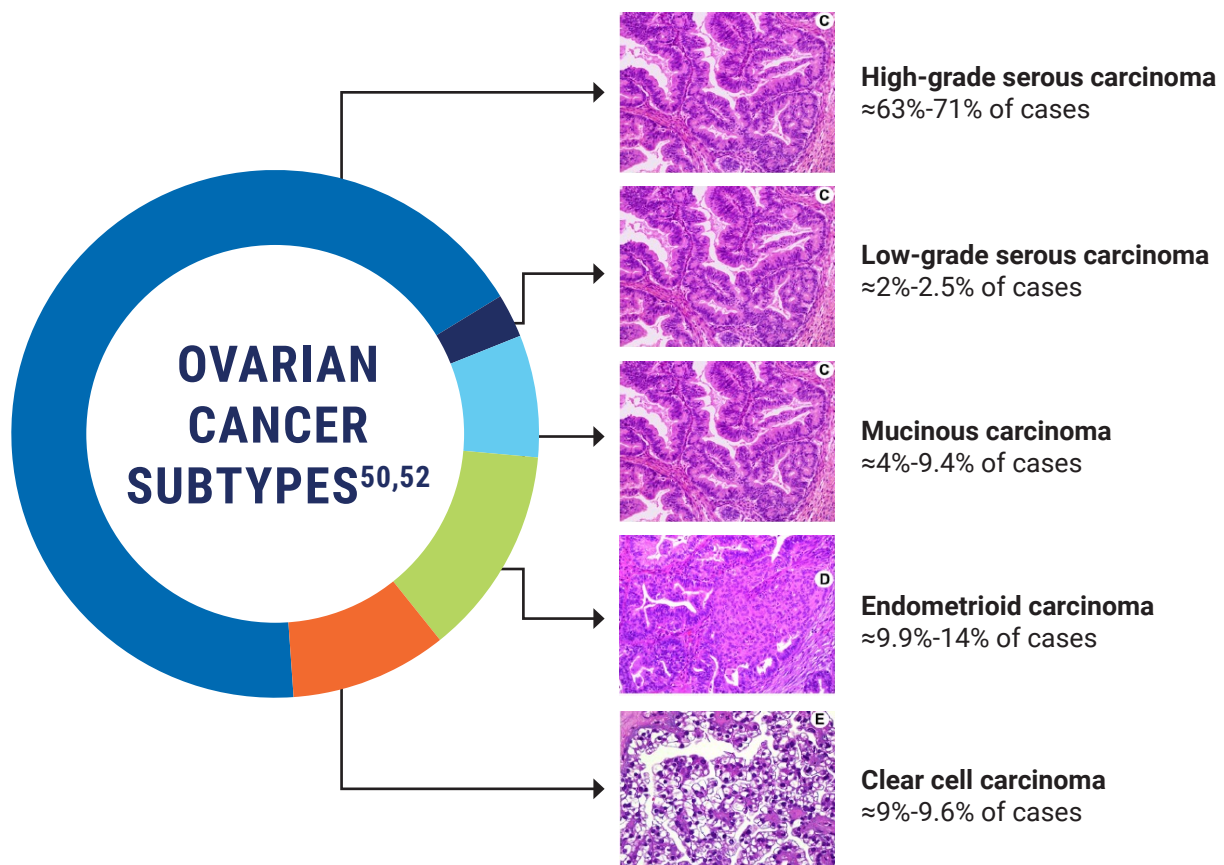 OVARIAN
CANCER
SUBTYPES50,52
C
High-grade serous carcinoma
≈63%-71% of cases
C
Low-grade serous carcinoma
≈2%-2.5% of cases
C
Mucinous carcinoma
≈4%-9.4% of cases
D
Endometrioid carcinoma
≈9.9%-14% of cases
E
Clear cell carcinoma
≈9%-9.6% of cases